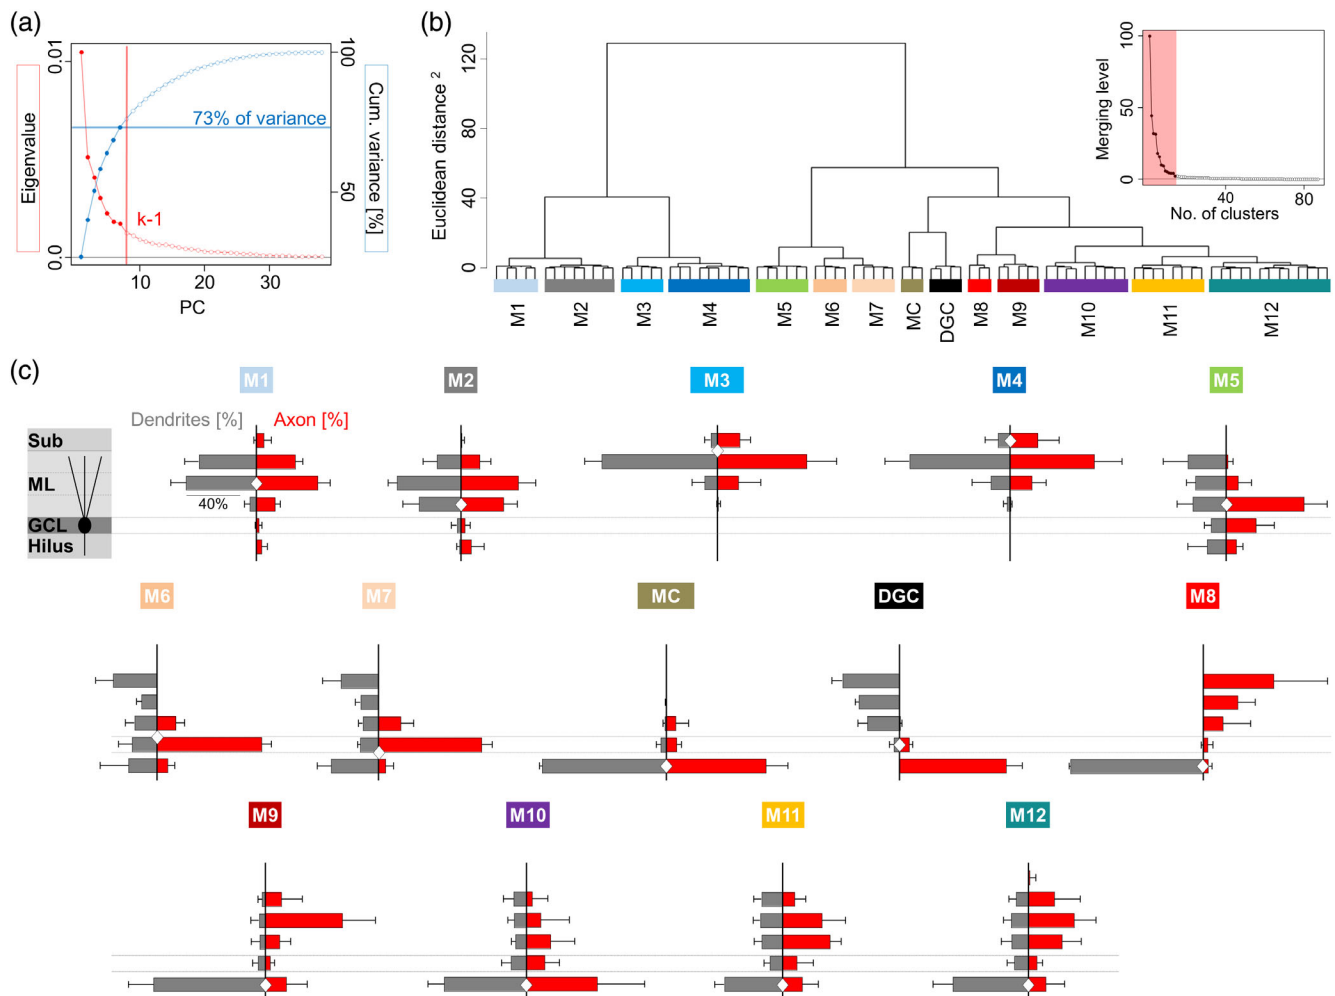 (a)
0.01
0.0
Eigenvalue
100
50
Cum. variance [%]
73% of variance
k-1
10
20
30
PC
(b)
120
80
40
0
Euclidean distance 2
100
50
0
Merging level
40
80
No. of clusters
M1
M2
M3
M4
M5
M6
M7
MC
DGC
M8
M9
M10
M11
M12
(c)
M1
M2
M3
M4
M5
Dendrites [%]
Axon [%]
Sub
ML
GCL
Hilus
40%
M6
M7
MC
DGC
M8
M9
M10
M11
M12